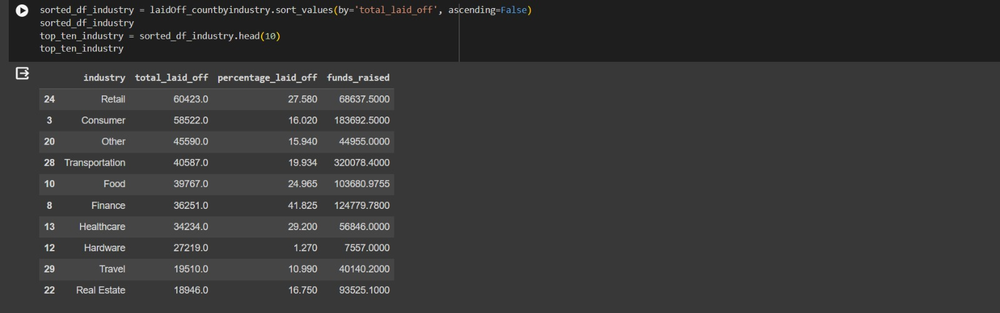 sorted_df_industry = laidOff_countbyindustry.sort_values(by='total_laid_off', ascending=False)
sorted_df_industry
top_ten_industry = sorted_df_industry.head(10)
top_ten_industry
industry total_laid_off percentage_laid_off funds_raised
24 Retail 60423.0 27.580 68637.5000
3 Consumer 58522.0 16.020 183692.5000
20 Other 45590.0 15.940 44955.0000
28 Transportation 40587.0 19.934 320078.4000
10 Food 39767.0 24.965 103680.9755
8 Finance 36251.0 41.825 124779.7800
13 Healthcare 34234.0 29.200 56846.0000
12 Hardware 27219.0 1.270 7557.0000
29 Travel 19510.0 10.990 40140.2000
22 Real Estate 18946.0 16.750 93525.1000